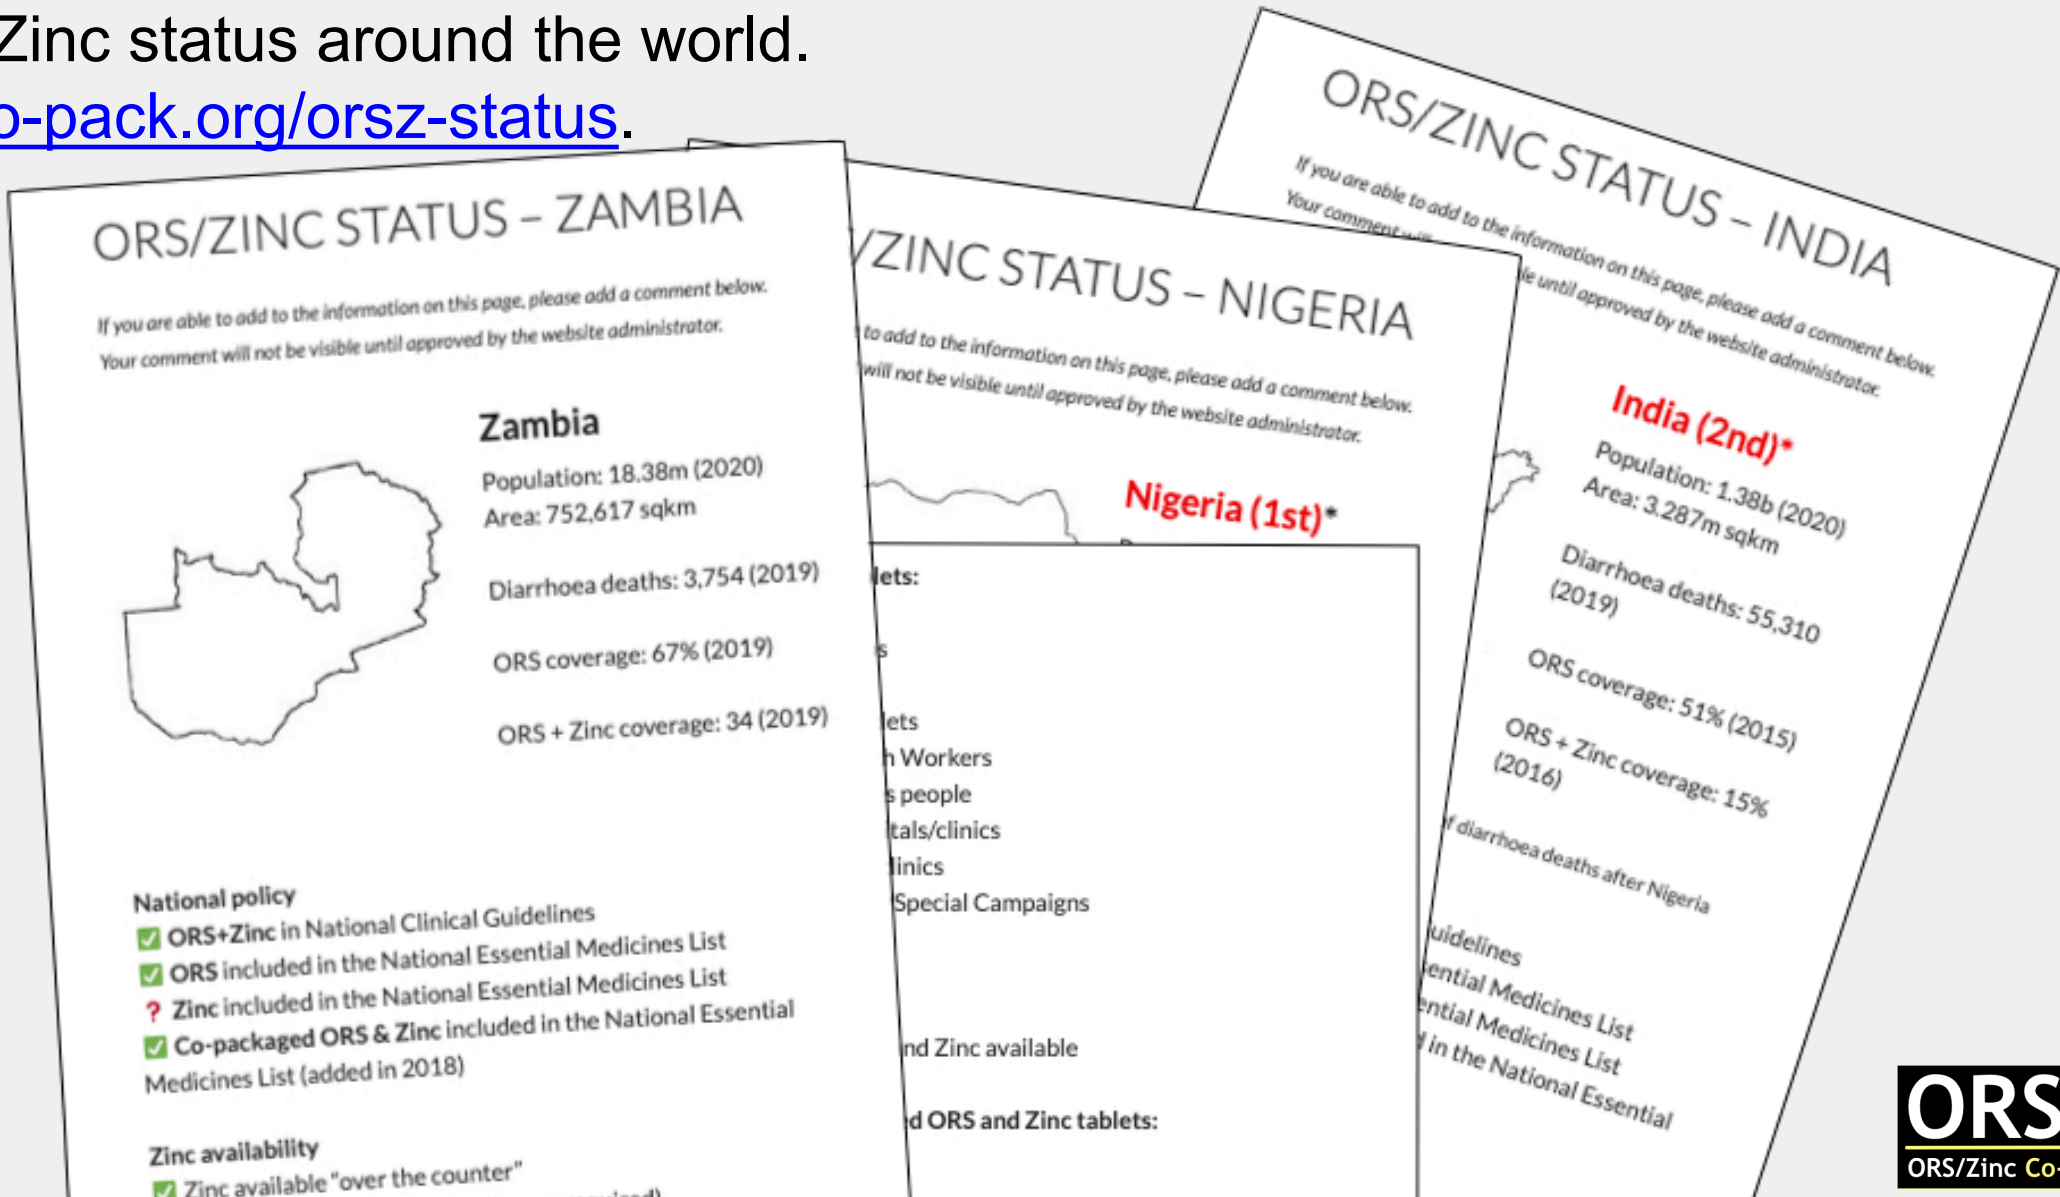 Zinc status around the world.
o-pack.org/orsz-status.
ORS/ZINC STATUS – ZAMBIA
If you are able to add to the information on this page, please add a comment below.
Your comment will not be visible until approved by the website administrator.
Zambia
Population: 18.38m (2020)
Area: 752,617 sqkm
Diarrhoea deaths: 3,754 (2019)
ORS coverage: 67% (2019)
ORS + Zinc coverage: 34 (2019)
National policy
✅ ORS+Zinc in National Clinical Guidelines
✅ ORS included in the National Essential Medicines List
❓ Zinc included in the National Essential Medicines List
✅ Co-packaged ORS & Zinc included in the National Essential
Medicines List (added in 2018)
Zinc availability
✅ Zinc available "over the counter"
/ZINC STATUS – NIGERIA
to add to the information on this page, please add a comment below.
will not be visible until approved by the website administrator.
Nigeria (1st)*
lets:
s
lets
h Workers
s people
tals/clinics
linics
Special Campaigns
nd Zinc available
d ORS and Zinc tablets:
ORS/ZINC STATUS – INDIA
If you are able to add to the information on this page, please add a comment below.
Your comment will le until approved by the website administrator.
India (2nd)*
Population: 1.38b (2020)
Area: 3.287m sqkm
Diarrhoea deaths: 55,310
(2019)
ORS coverage: 51% (2015)
ORS + Zinc coverage: 15%
(2016)
f diarrhoea deaths after Nigeria
uidelines
ential Medicines List
ential Medicines List
d in the National Essential
ORS
ORS/Zinc Co-